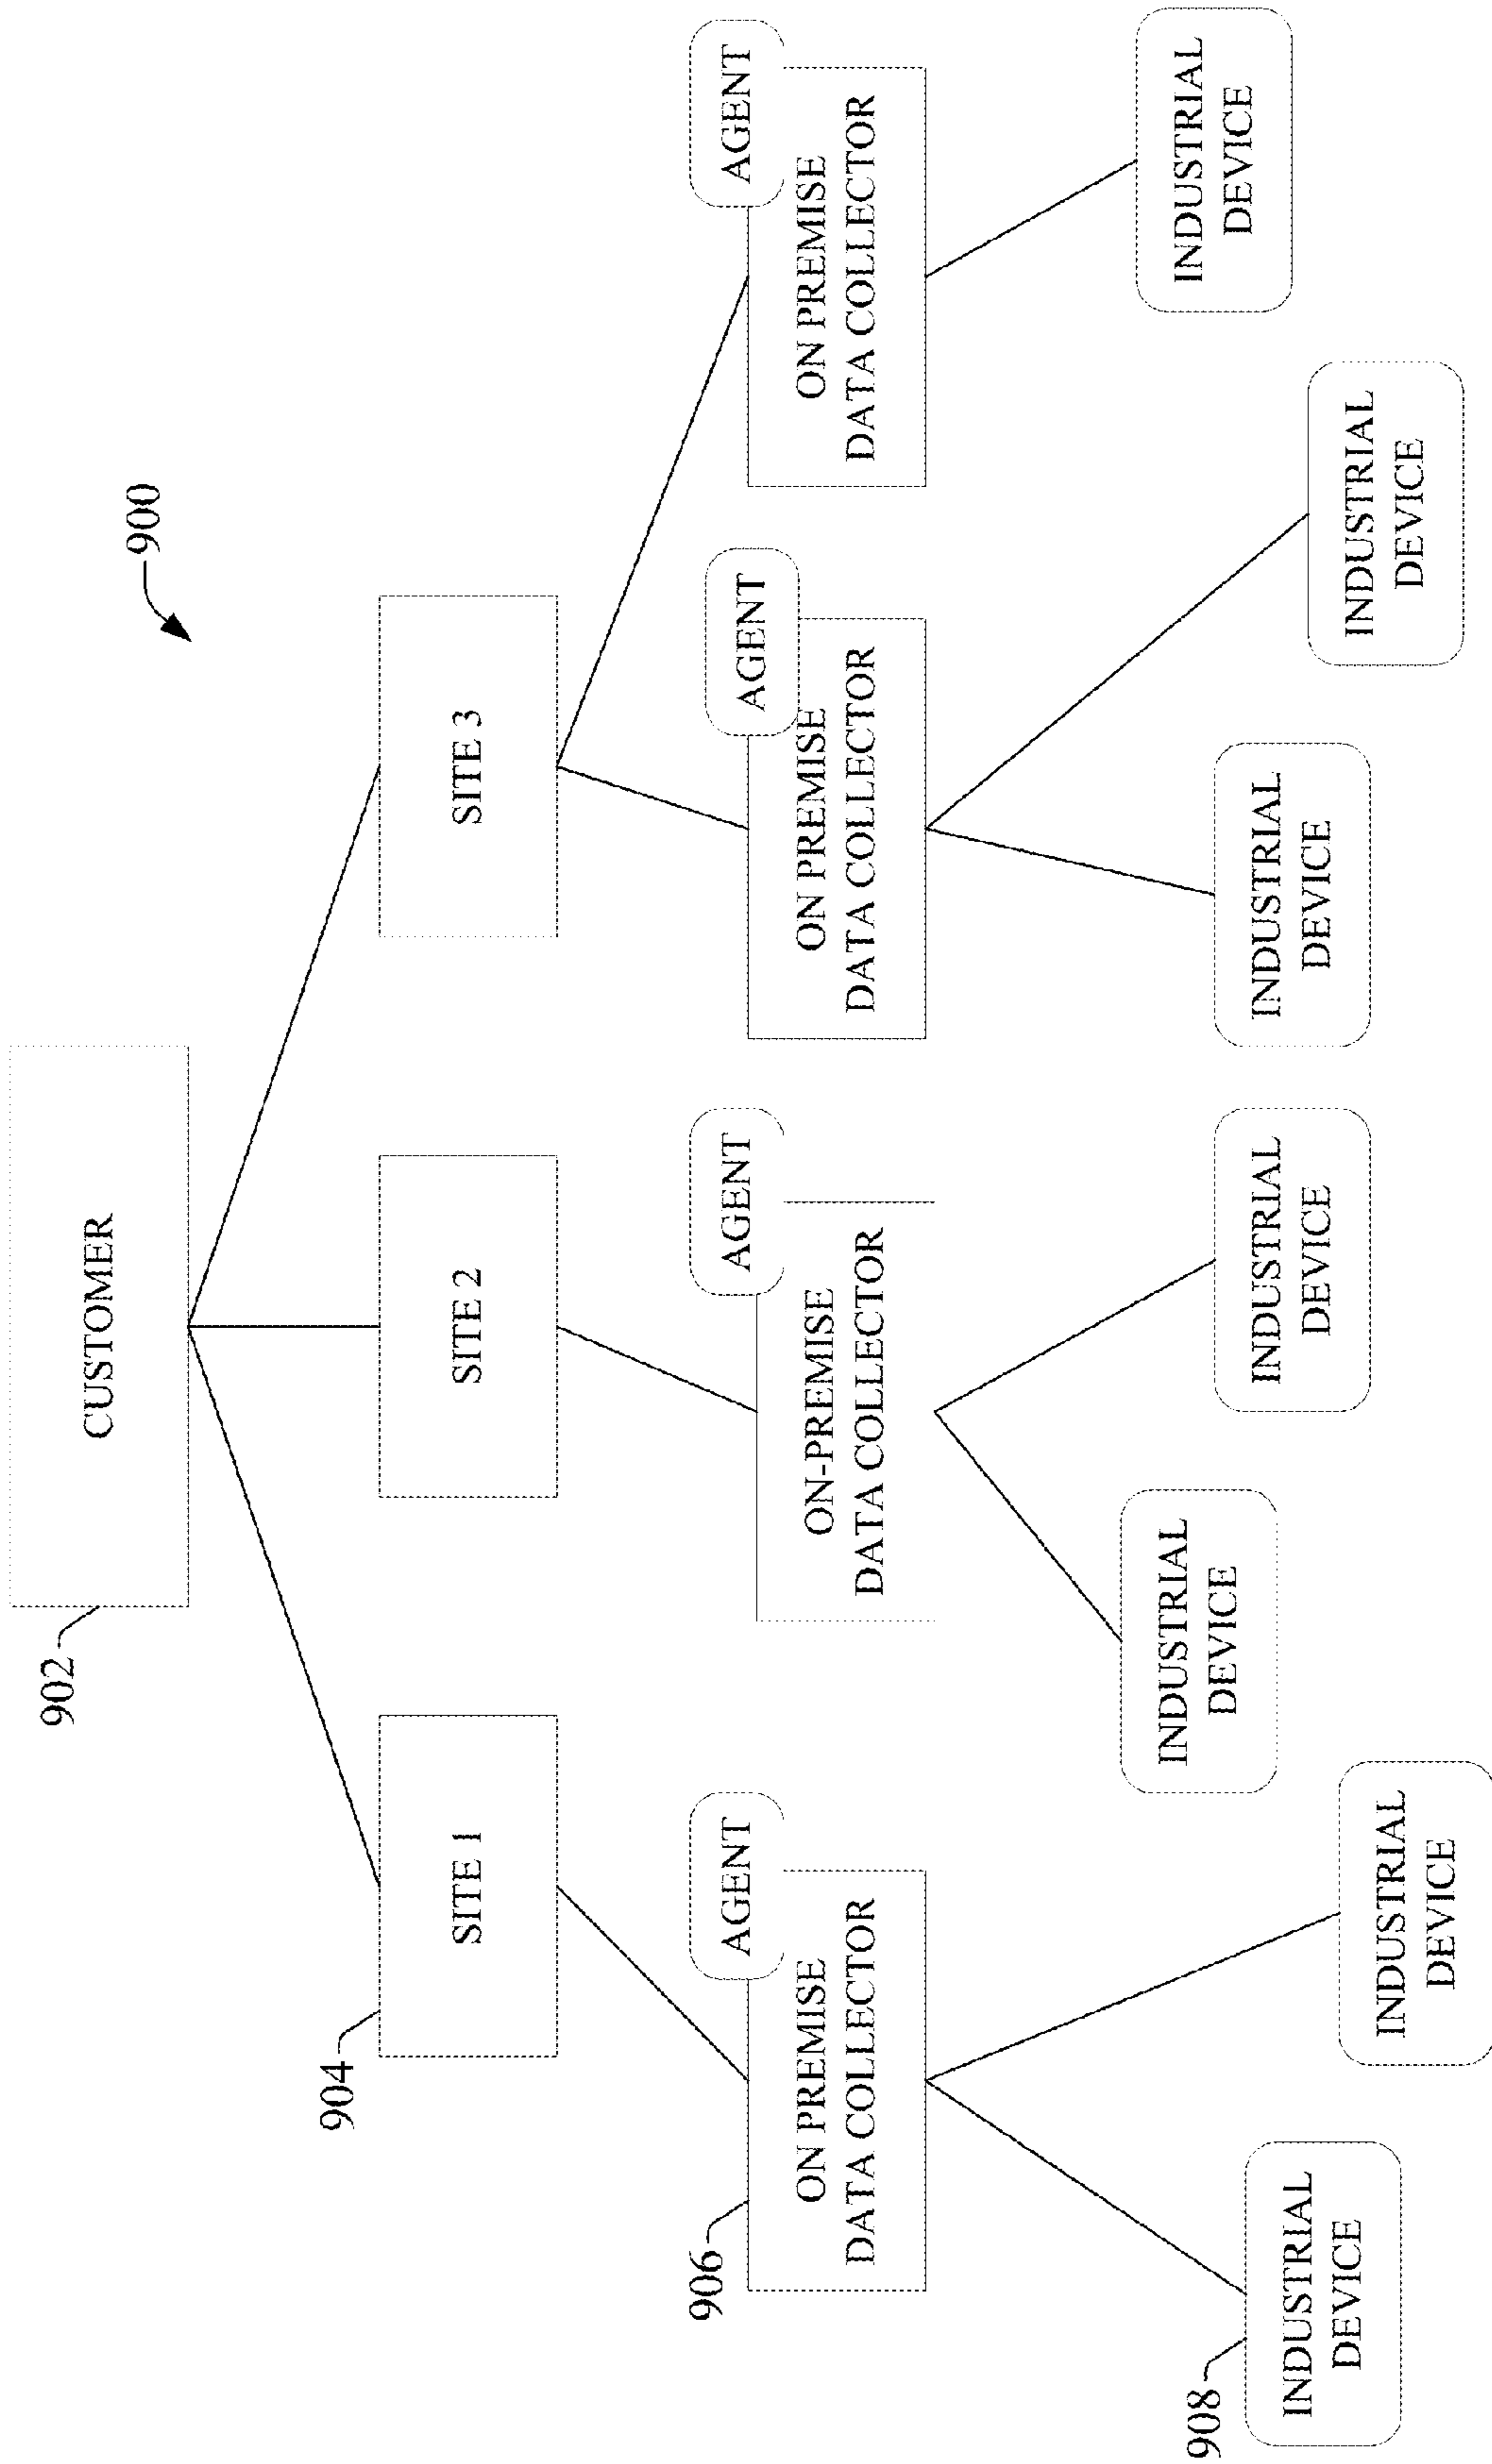 900
902
CUSTOMER
904
SITE 1
SITE 2
SITE 3
906
AGENT
ON PREMISE
DATA COLLECTOR
AGENT
ON-PREMISE
DATA COLLECTOR
AGENT
ON PREMISE
DATA COLLECTOR
AGENT
ON PREMISE
DATA COLLECTOR
908
INDUSTRIAL
DEVICE
INDUSTRIAL
DEVICE
INDUSTRIAL
DEVICE
INDUSTRIAL
DEVICE
INDUSTRIAL
DEVICE
INDUSTRIAL
DEVICE
INDUSTRIAL
DEVICE